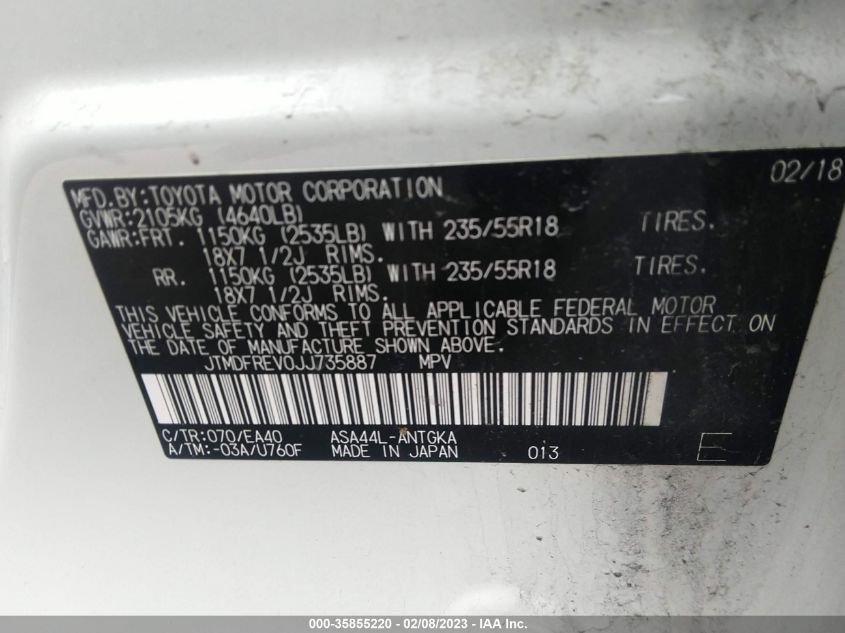 02/18
MFD.BY:TOYOTA MOTOR CORPORATION
GVWR:2105KG (4640LB)
GAWR:FRT. 1150KG (2535LB) WITH 235/55R18 TIRES.
18X7 1/2J RIMS.
RR. 1150KG (2535LB) WITH 235/55R18 TIRES.
18X7 1/2J RIMS.
THIS VEHICLE CONFORMS TO ALL APPLICABLE FEDERAL MOTOR
VEHICLE SAFETY AND THEFT PREVENTION STANDARDS IN EFFECT ON
THE DATE OF MANUFACTURE SHOWN ABOVE.
JTMDFREV0JJ735887 MPV
C/TR:070/EA40 ASA44L-ANTGKA
A/TM:-03A/U760F MADE IN JAPAN 013 E
000-35855220 - 02/08/2023 - IAA Inc.